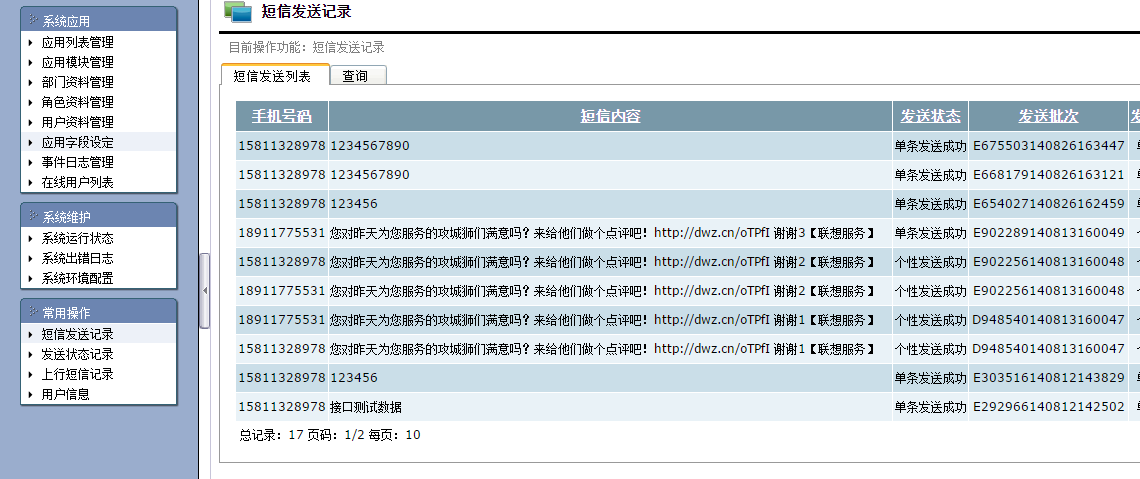 系统应用
应用列表管理
应用模块管理
部门资料管理
角色资料管理
用户资料管理
应用字段设定
事件日志管理
在线用户列表
系统维护
系统运行状态
系统出错日志
系统环境配置
常用操作
短信发送记录
发送状态记录
上行短信记录
用户信息
短信发送记录
目前操作功能：短信发送记录
短信发送列表 查询
手机号码 短信内容 发送状态 发送批次
15811328978 1234567890 单条发送成功 E675503140826163447
15811328978 1234567890 单条发送成功 E668179140826163121
15811328978 123456 单条发送成功 E654027140826162459
18911775531 您对昨天为您服务的攻城狮们满意吗？来给他们做个点评吧！http://dwz.cn/oTPfI 谢谢3【联想服务】 单条发送成功 E902289140813160049
15811328978 您对昨天为您服务的攻城狮们满意吗？来给他们做个点评吧！http://dwz.cn/oTPfI 谢谢2【联想服务】 个性发送成功 E902256140813160048
18911775531 您对昨天为您服务的攻城狮们满意吗？来给他们做个点评吧！http://dwz.cn/oTPfI 谢谢2【联想服务】 个性发送成功 E902256140813160048
18911775531 您对昨天为您服务的攻城狮们满意吗？来给他们做个点评吧！http://dwz.cn/oTPfI 谢谢1【联想服务】 个性发送成功 D948540140813160047
15811328978 您对昨天为您服务的攻城狮们满意吗？来给他们做个点评吧！http://dwz.cn/oTPfI 谢谢1【联想服务】 个性发送成功 D948540140813160047
15811328978 123456 单条发送成功 E303516140812143829
15811328978 接口测试数据 单条发送成功 E292966140812142502
总记录：17 页码：1/2 每页：10